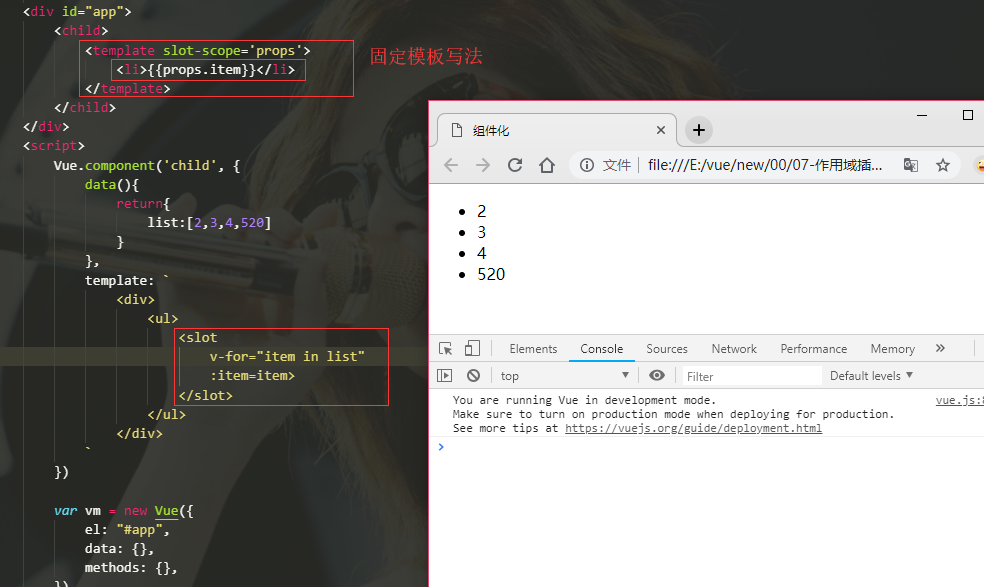 <div id="app">
<child>
<template slot-scope='props'>
<li>{{props.item}}</li>
</template>
</child>
</div>
<script>
Vue.component('child', {
data(){
return{
list:[2,3,4,520]
}
},
template: `
<div>
<ul>
<slot
v-for="item in list"
:item=item>
</slot>
</ul>
</div>
`
})
var vm = new Vue({
el: "#app",
data: {},
methods: {},
})
固定模板写法
组件化
文件 file:///E:/vue/new/00/07-作用域插...
2
3
4
520
Elements Console Sources Network Performance Memory »
top Filter Default levels
You are running Vue in development mode. vue.js:8
Make sure to turn on production mode when deploying for production.
See more tips at https://vuejs.org/guide/deployment.html